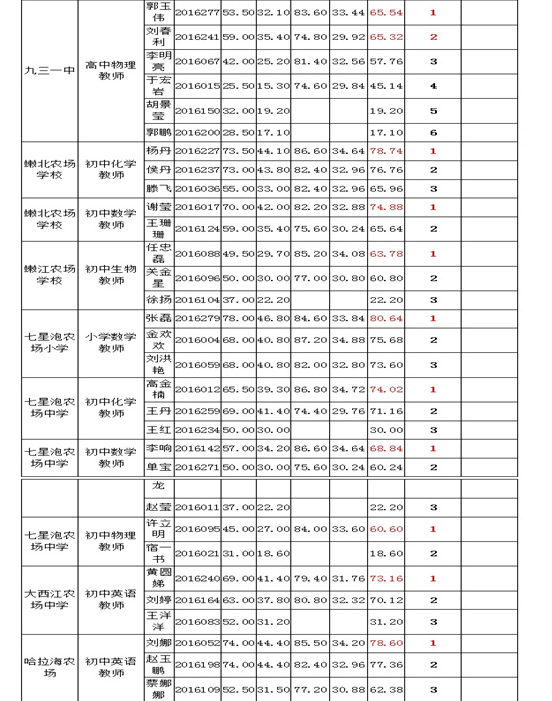 九三一中 高中物理教师 郭玉伟 2016277 53.50 32.10 83.60 33.44 65.54 1
刘春利 2016241 59.00 35.40 74.80 29.92 65.32 2
李明亮 2016067 42.00 25.20 81.40 32.56 57.76 3
于宏岩 2016015 25.50 15.30 74.60 29.84 45.14 4
胡景莹 2016150 32.00 19.20 19.20 5
郭鹏 2016200 28.50 17.10 17.10 6
嫩北农场学校 初中化学教师 杨丹 2016227 73.50 44.10 86.60 34.64 78.74 1
侯丹 2016237 73.00 43.80 82.40 32.96 76.76 2
滕飞 2016036 55.00 33.00 82.40 32.96 65.96 3
嫩北农场学校 初中数学教师 谢莹 2016017 70.00 42.00 82.20 32.88 74.88 1
王珊珊 2016124 59.00 35.40 75.60 30.24 65.64 2
嫩江农场学校 初中生物教师 任忠磊 2016088 49.50 29.70 85.20 34.08 63.78 1
关金星 2016096 50.00 30.00 77.00 30.80 60.80 2
徐扬 2016104 37.00 22.20 22.20 3
七星泡农场小学 小学数学教师 张磊 2016279 78.00 46.80 84.60 33.84 80.64 1
金欢欢 2016004 68.00 40.80 87.20 34.88 75.68 2
刘洪艳 2016059 68.00 40.80 82.00 32.80 73.60 3
七星泡农场中学 初中化学教师 高金楠 2016012 65.50 39.30 86.80 34.72 74.02 1
王丹 2016259 69.00 41.40 74.40 29.76 71.16 2
王红 2016234 50.00 30.00 30.00 3
七星泡农场中学 初中数学教师 李响 2016142 57.00 34.20 86.60 34.64 68.84 1
单宝 2016271 50.00 30.00 75.60 30.24 60.24 2
龙
赵莹 2016011 37.00 22.20 22.20 3
七星泡农场中学 初中物理教师 许立明 2016095 45.00 27.00 84.00 33.60 60.60 1
宿一书 2016021 31.00 18.60 18.60 2
大西江农场中学 初中英语教师 黄圆娣 2016240 69.00 41.40 79.40 31.76 73.16 1
刘婷 2016164 63.00 37.80 80.80 32.32 70.12 2
王洋洋 2016083 52.00 31.20 31.20 3
哈拉海农场 初中英语教师 刘娜 2016052 74.00 44.40 85.50 34.20 78.60 1
赵玉鹏 2016198 74.00 44.40 82.40 32.96 77.36 2
蔡娜娜 2016109 52.50 31.50 77.20 30.88 62.38 3